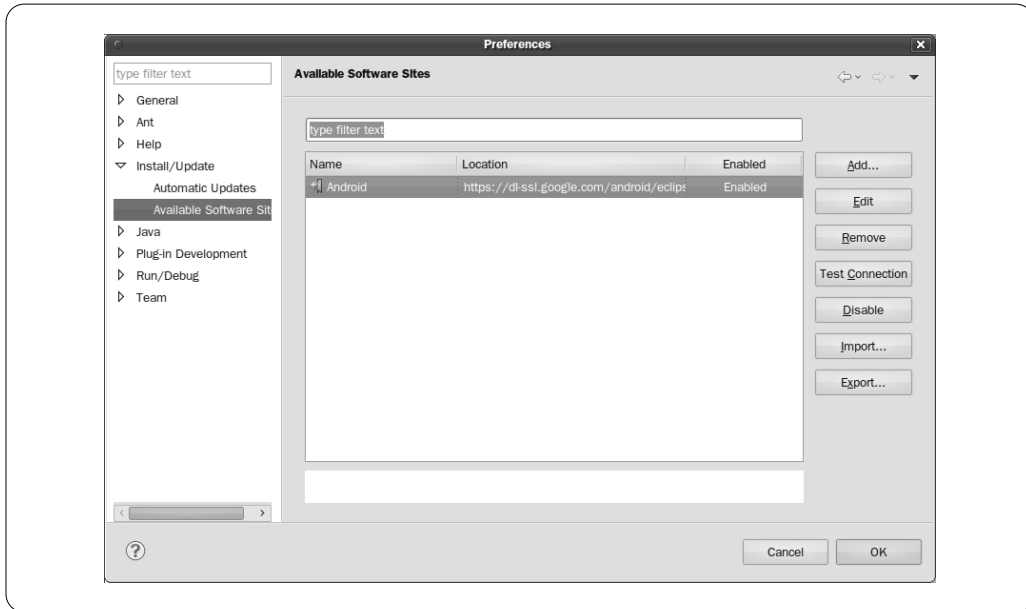 Preferences
type filter text
General
Ant
Help
Install/Update
Automatic Updates
Available Software Sit
Java
Plug-in Development
Run/Debug
Team
Available Software Sites
type filter text
Name Location Enabled
Android https://dl-ssl.google.com/android/eclips Enabled
Add...
Edit
Remove
Test Connection
Disable
Import...
Export...
?
Cancel OK